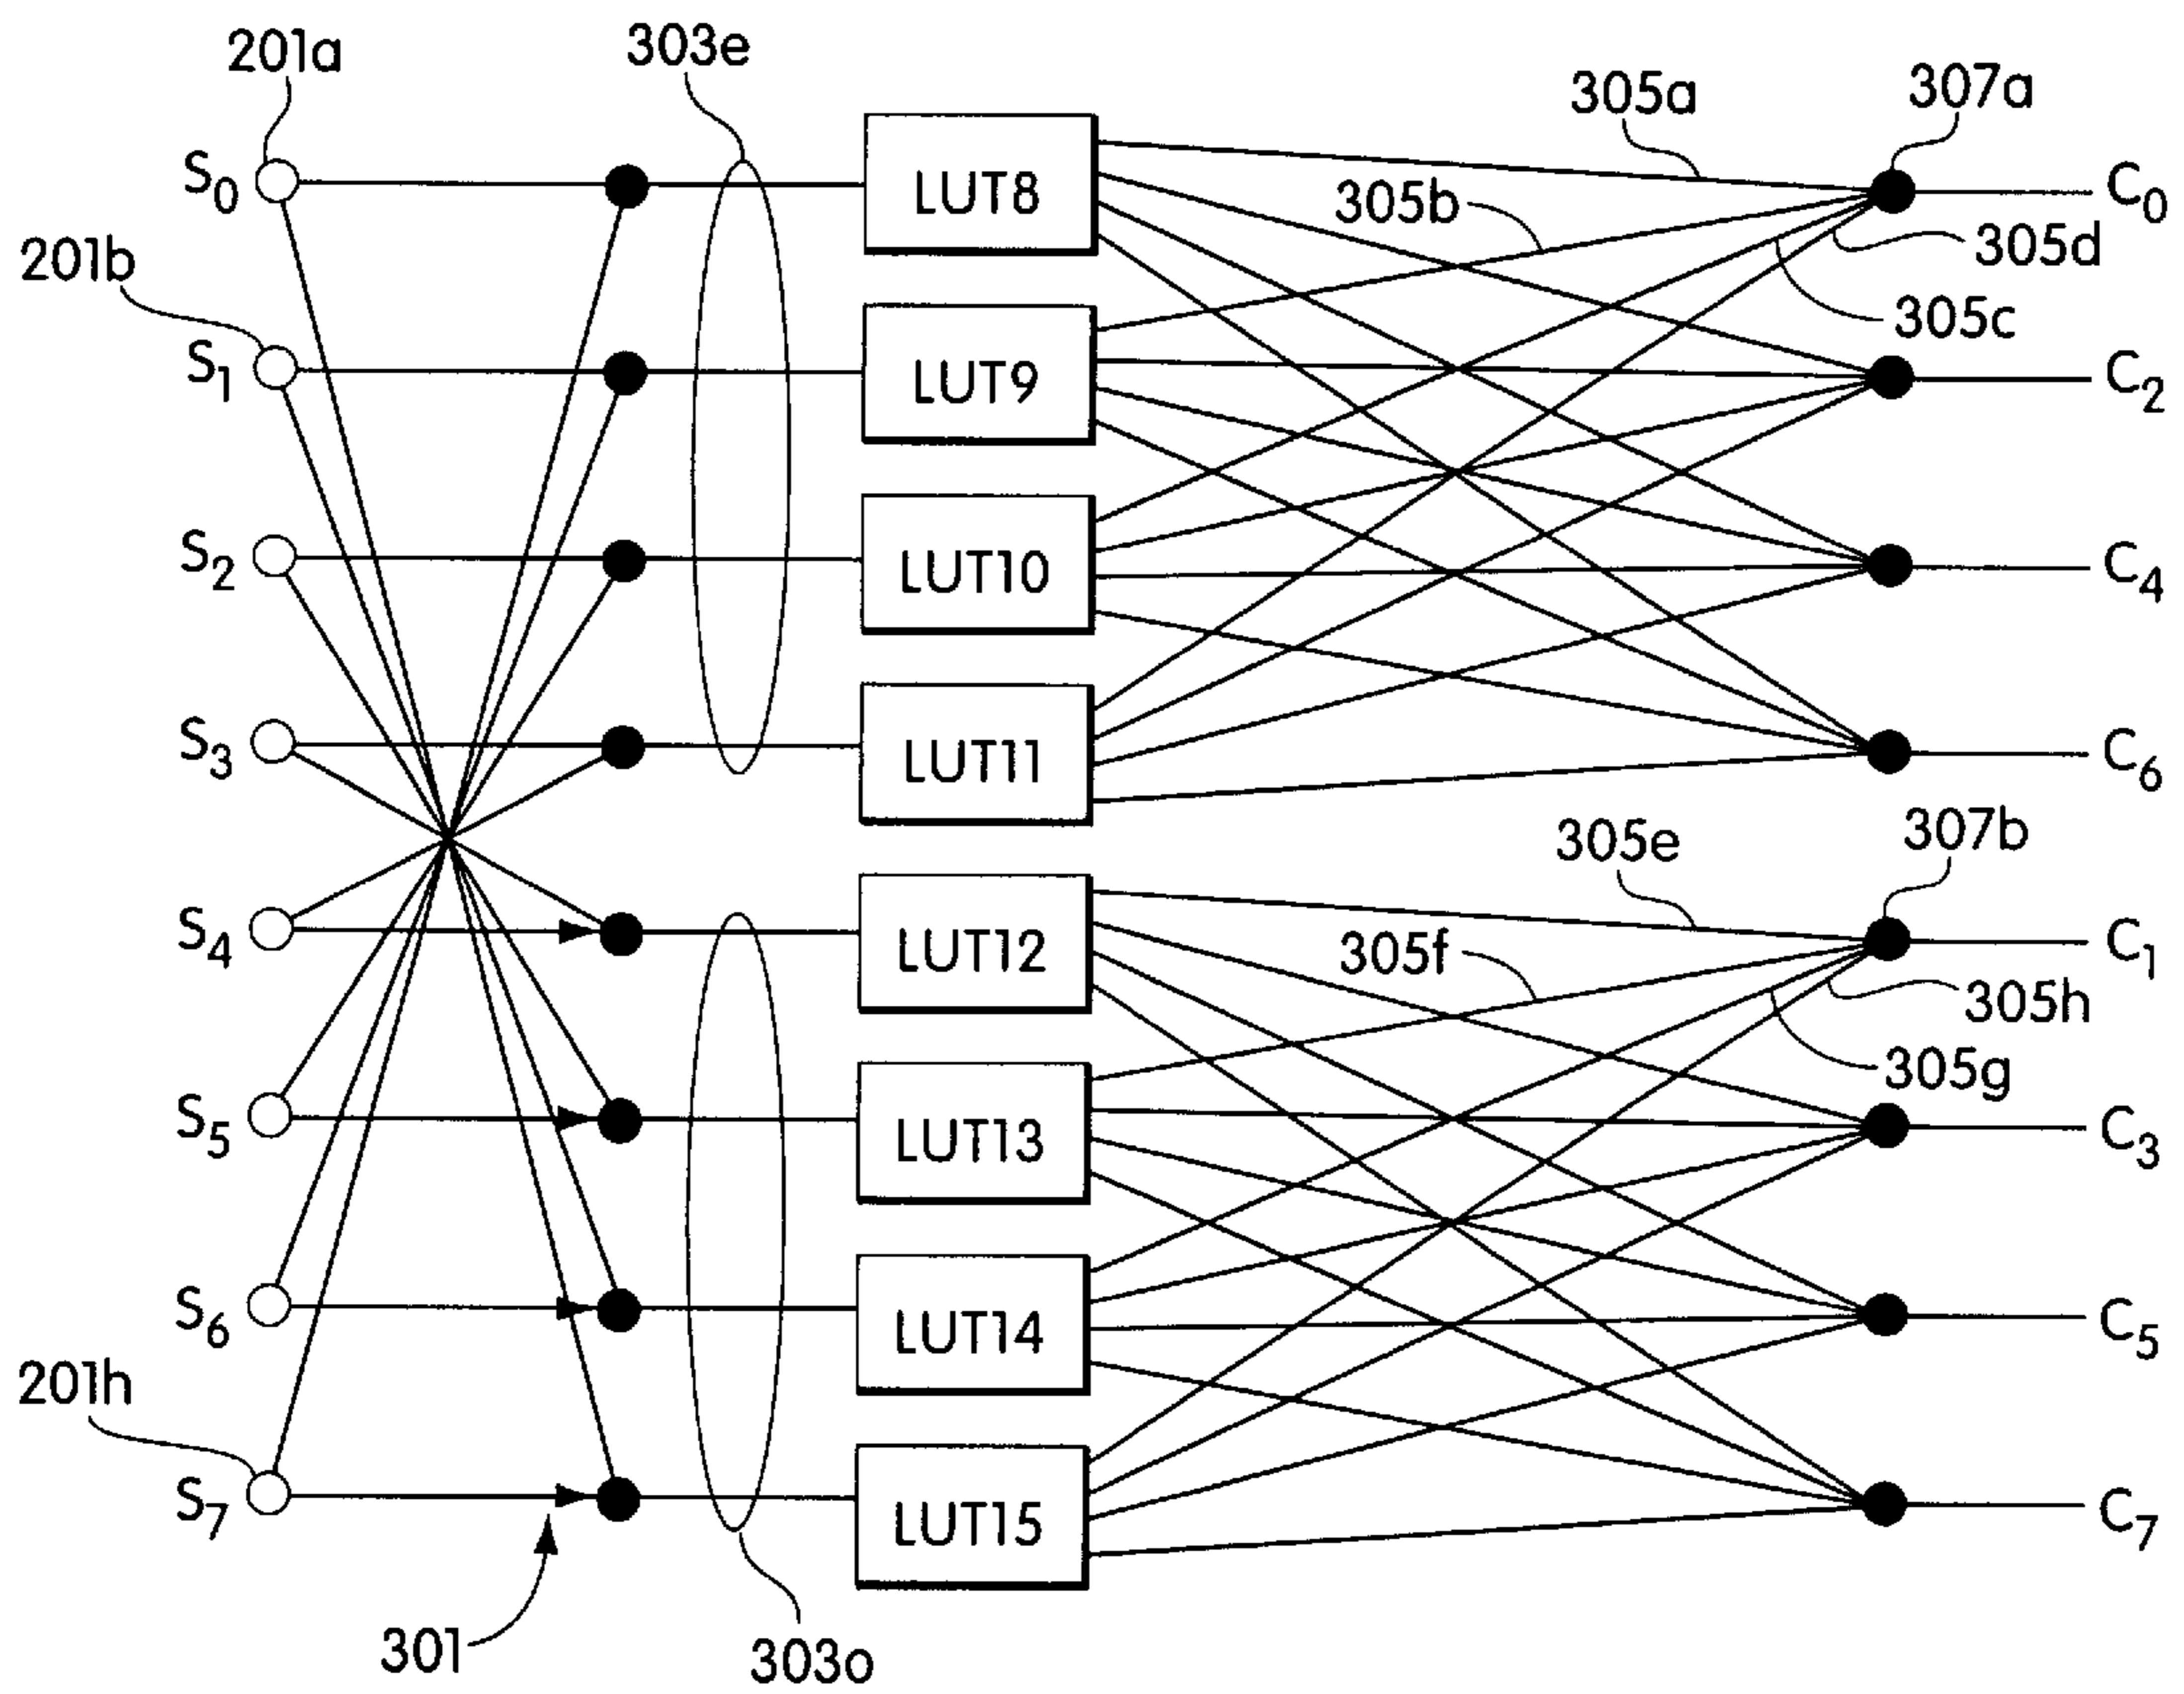 201a
303e
305a
307a
S0
LUT8
305b
C0
305d
201b
305c
S1
LUT9
C2
S2
LUT10
C4
S3
LUT11
C6
305e
307b
S4
LUT12
305f
C1
305h
305g
S5
LUT13
C3
S6
LUT14
C5
201h
S7
LUT15
C7
301
303o